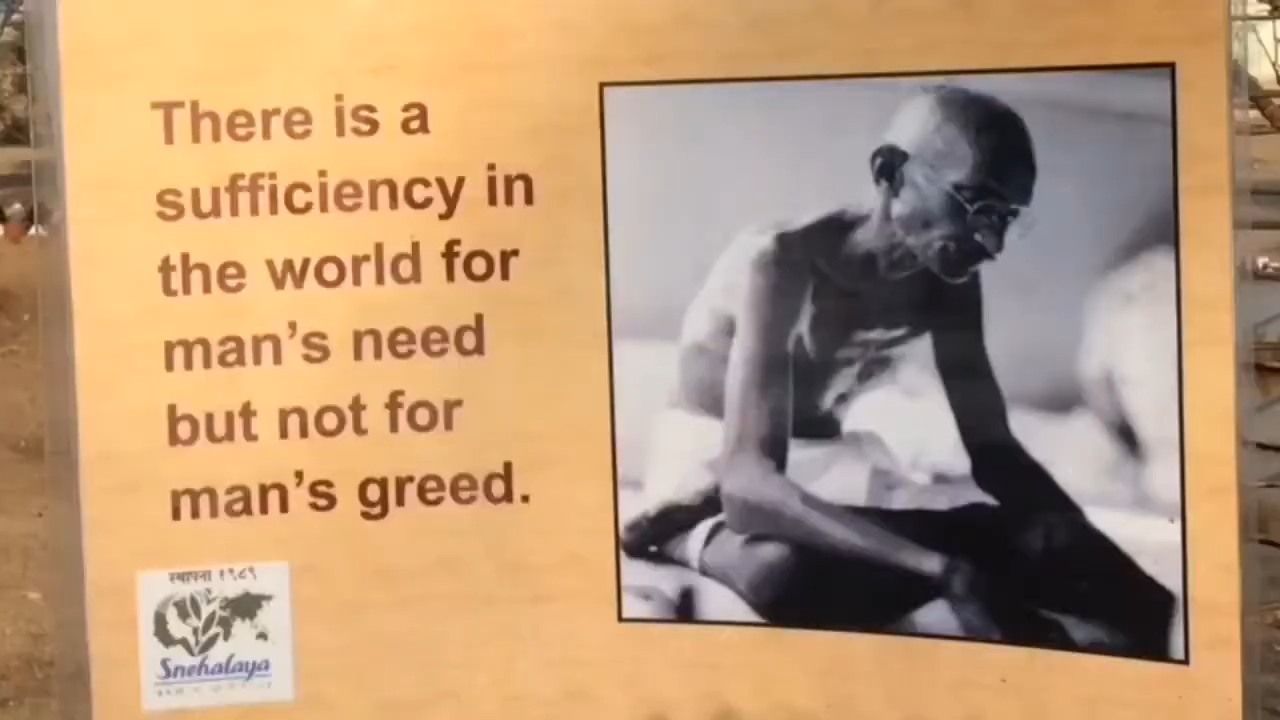 There is a
sufficiency in
the world for
man’s need
but not for
man’s greed.
स्थापना १९८९
Snehalaya